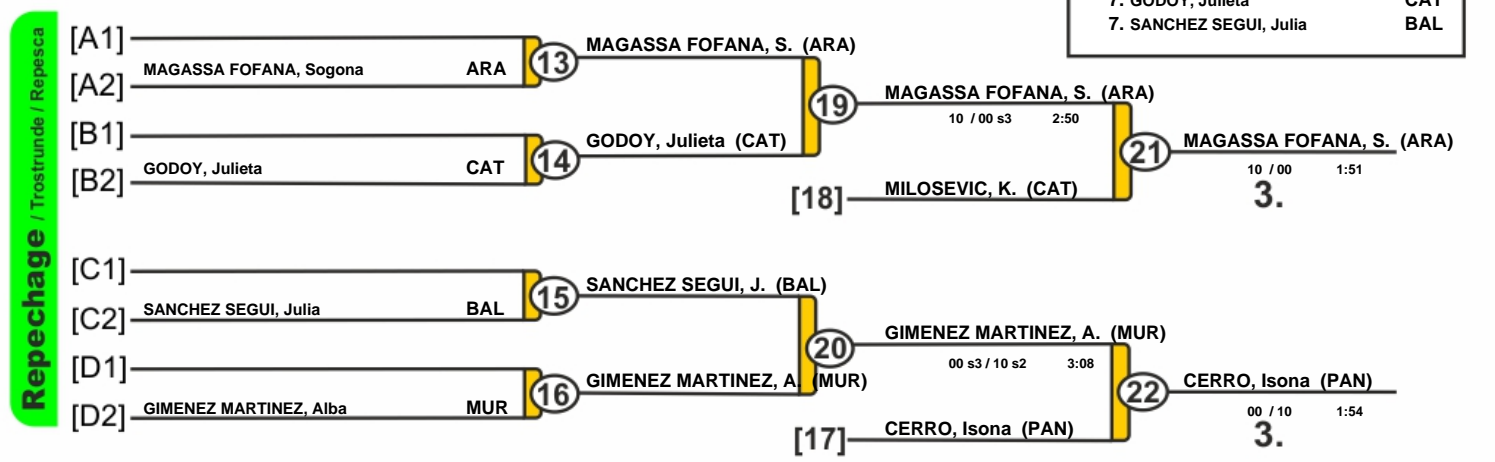 7. GODOY, Julieta CAT
7. SANCHEZ SEGUI, Julia BAL
Repechage / Trostrunde / Repesca
[A1]
[A2] MAGASSA FOFANA, Sogona ARA
13
MAGASSA FOFANA, S. (ARA)
[B1]
[B2] GODOY, Julieta CAT
14
GODOY, Julieta (CAT)
19
MAGASSA FOFANA, S. (ARA)
10 / 00 s3 2:50
[18] MILOSEVIC, K. (CAT)
21
MAGASSA FOFANA, S. (ARA)
10 / 00 1:51
3.
[C1]
[C2] SANCHEZ SEGUI, Julia BAL
15
SANCHEZ SEGUI, J. (BAL)
[D1]
[D2] GIMENEZ MARTINEZ, Alba MUR
16
GIMENEZ MARTINEZ, A. (MUR)
20
GIMENEZ MARTINEZ, A. (MUR)
00 s3 / 10 s2 3:08
[17] CERRO, Isona (PAN)
22
CERRO, Isona (PAN)
00 / 10 1:54
3.